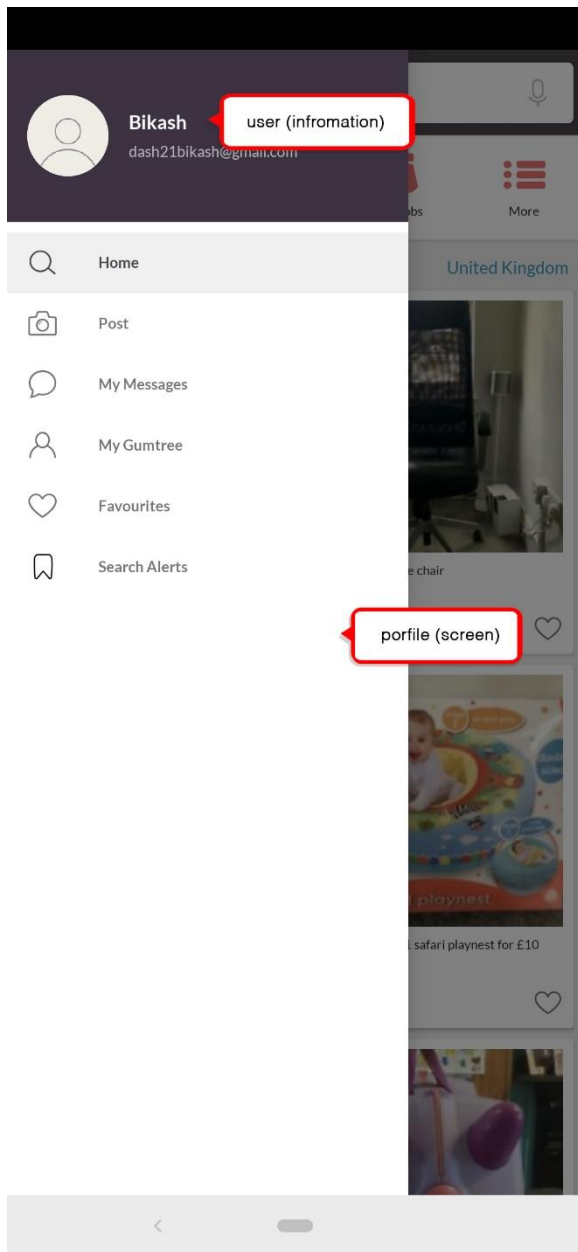 Bikash
user (infromation)
dash21bikash@gmail.com
obs
More
Home
United Kingdom
Post
My Messages
My Gumtree
Favourites
Search Alerts
e chair
porfile (screen)
playnest.
safari playnest for £10